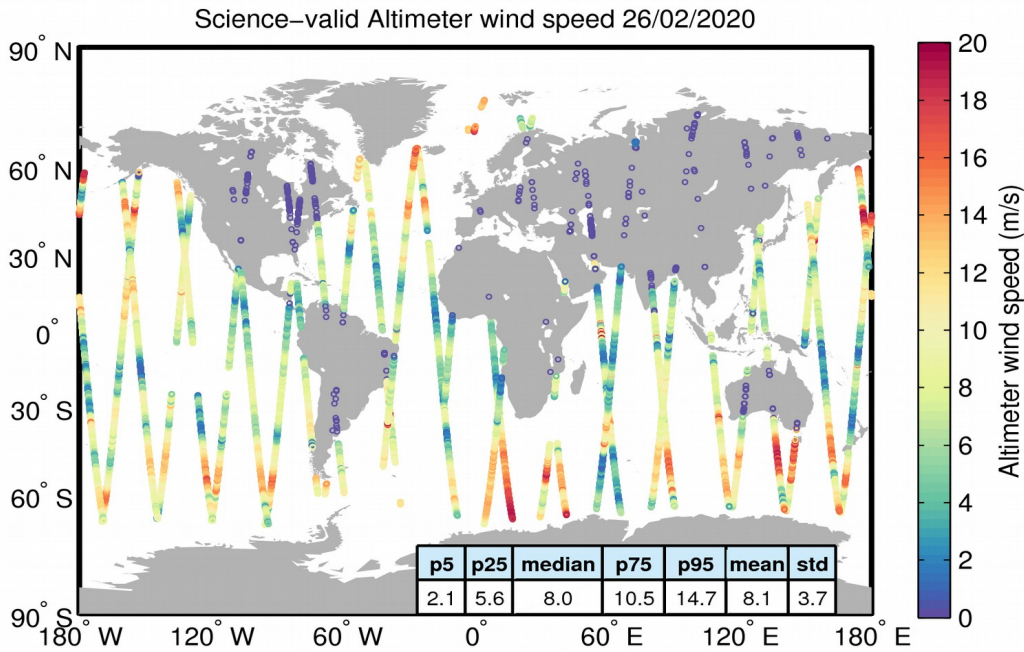 Science−valid Altimeter wind speed 26/02/2020
90° N
60° N
30° N
0°
30° S
60° S
90° S
180° W
120° W
60° W
0°
60° E
120° E
180° E
p5 p25 median p75 p95 mean std
2.1 5.6 8.0 10.5 14.7 8.1 3.7
20
18
16
14
12
10
8
6
4
2
0
Altimeter wind speed (m/s)